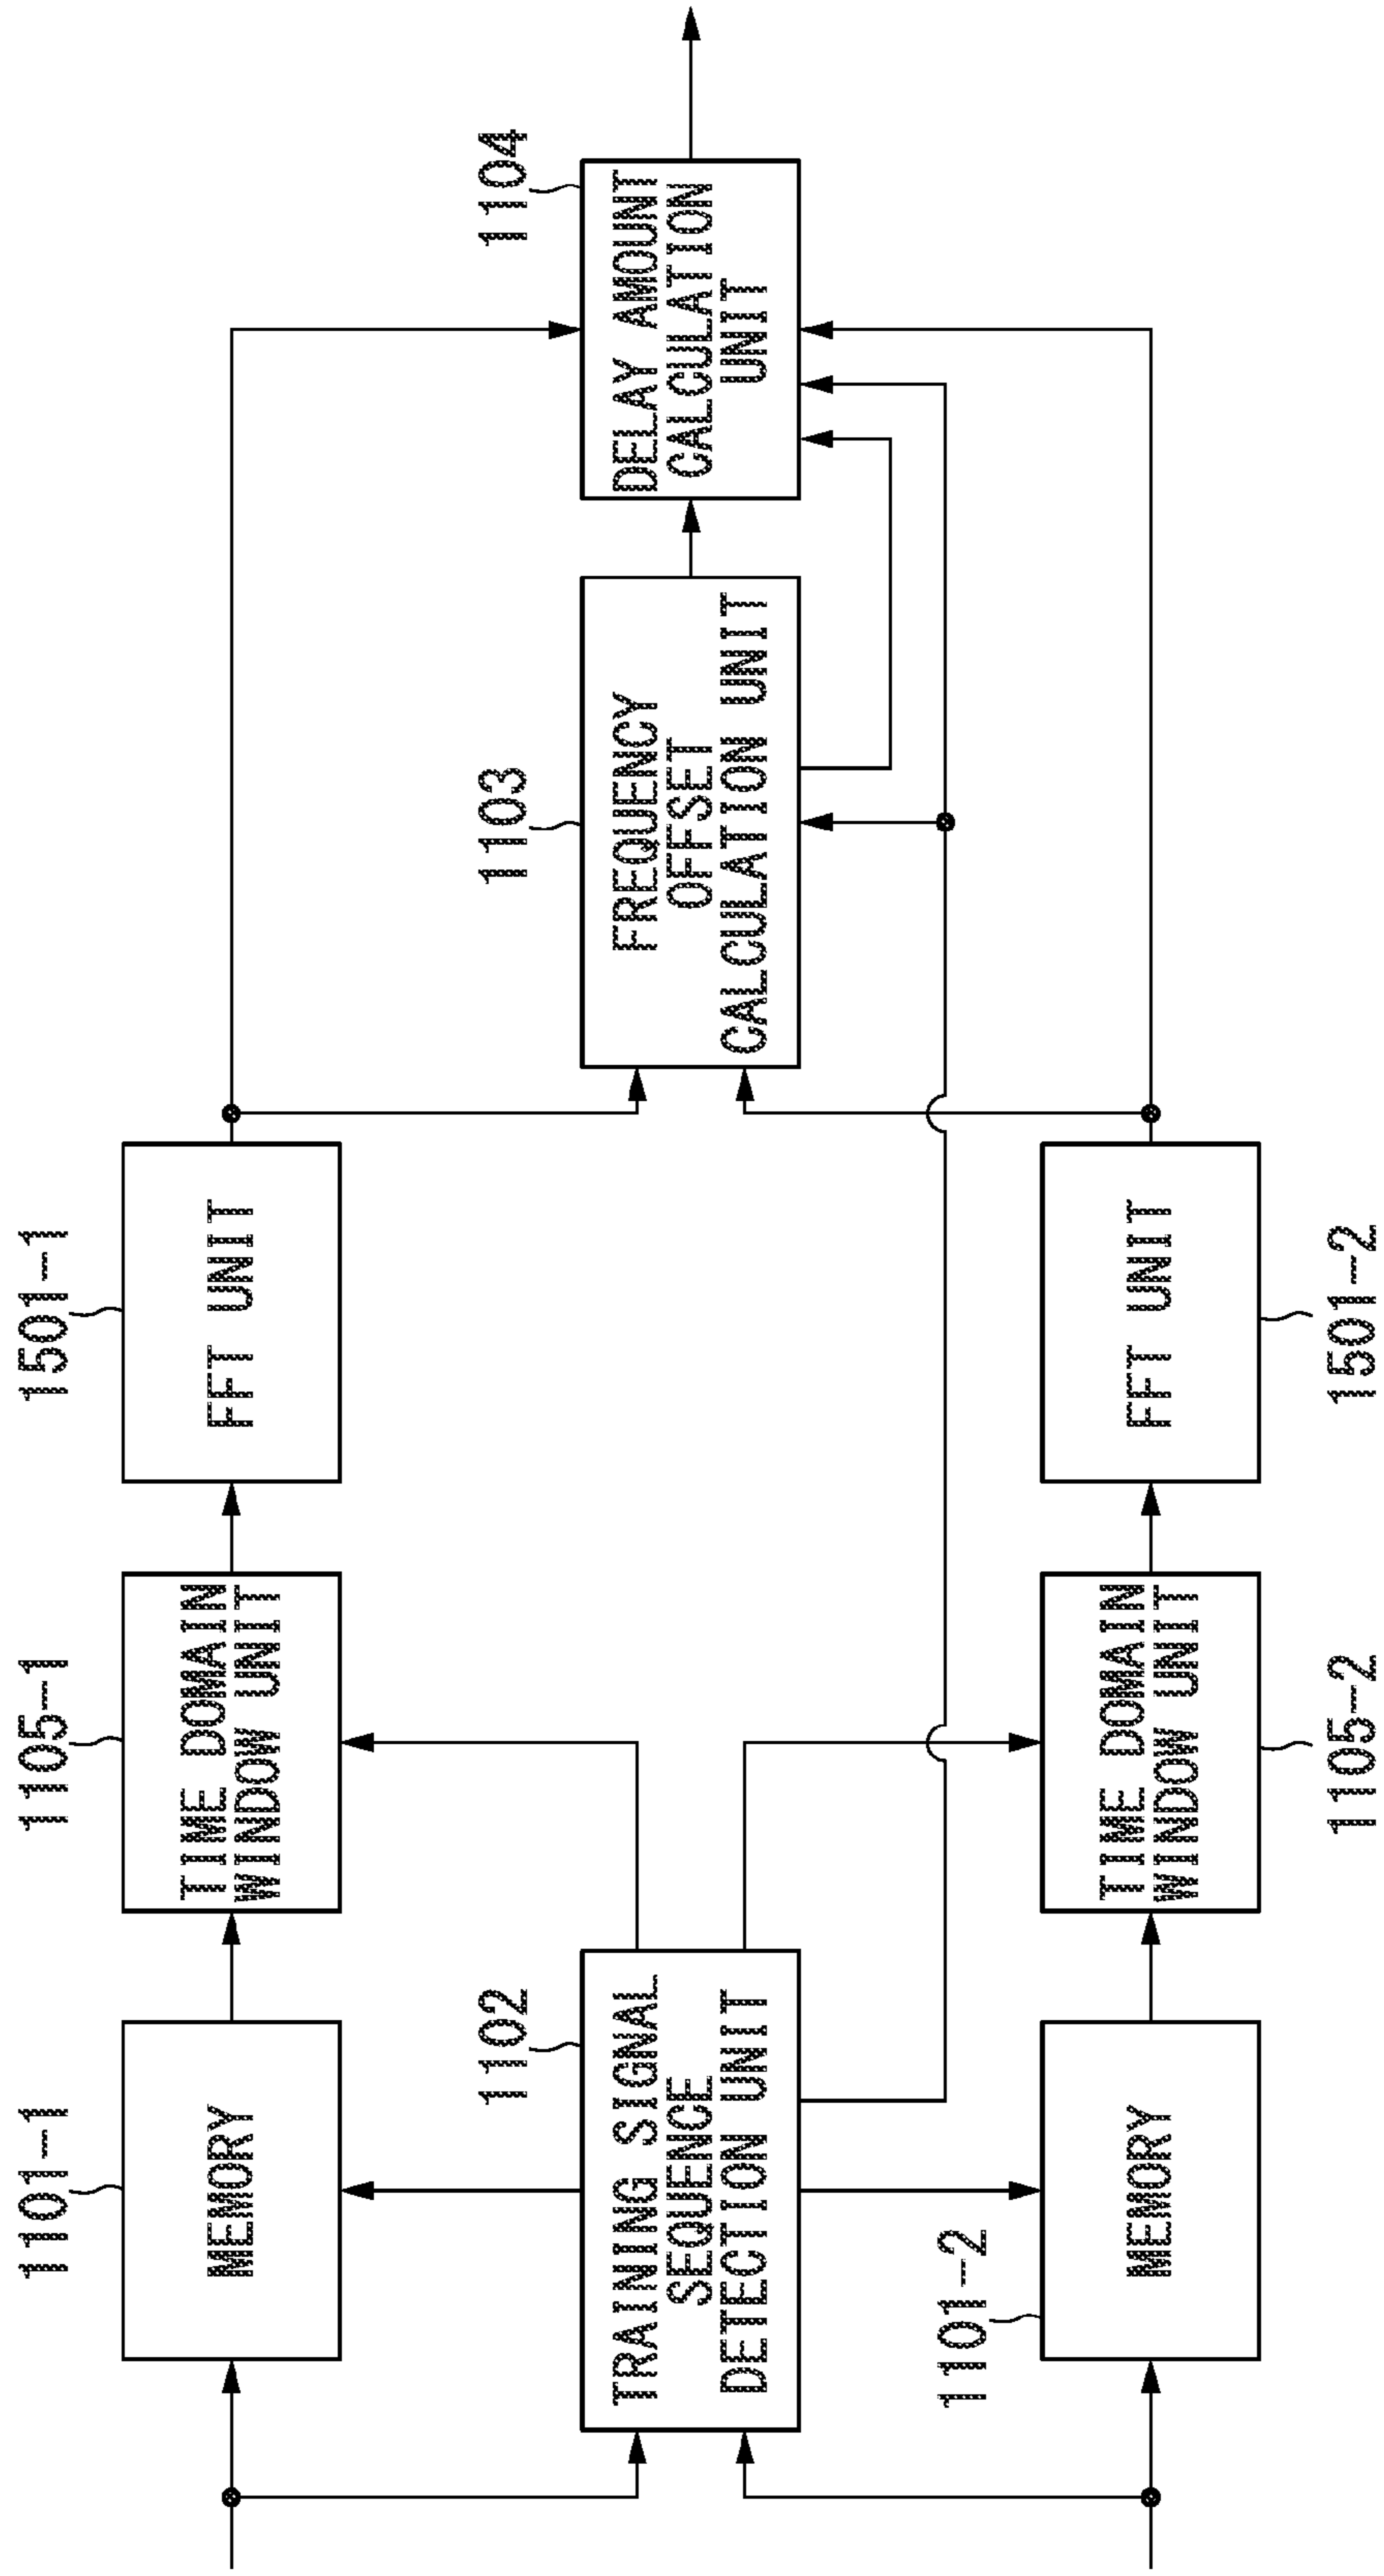 1101-1
MEMORY
1105-1
TIME DOMAIN
WINDOW UNIT
1501-1
FFT UNIT
1102
TRAINING SIGNAL
SEQUENCE
DETECTION UNIT
1103
FREQUENCY
OFFSET
CALCULATION UNIT
1104
DELAY AMOUNT
CALCULATION
UNIT
1101-2
MEMORY
TIME DOMAIN
WINDOW UNIT
1105-2
FFT UNIT
1501-2